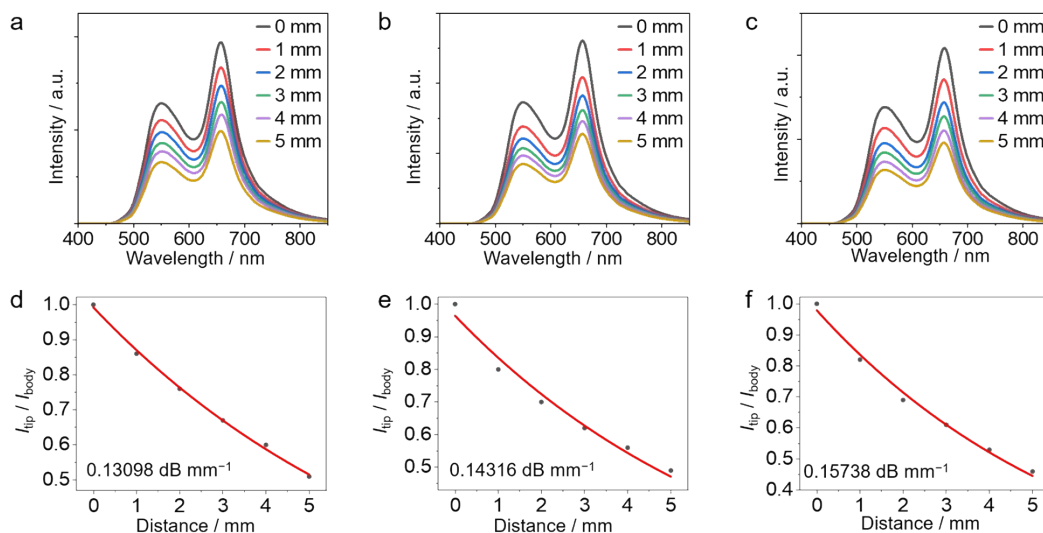 a
Intensity / a.u.
0 mm
1 mm
2 mm
3 mm
4 mm
5 mm
400 500 600 700 800
Wavelength / nm
b
Intensity / a.u.
0 mm
1 mm
2 mm
3 mm
4 mm
5 mm
400 500 600 700 800
Wavelength / nm
c
Intensity / a.u.
0 mm
1 mm
2 mm
3 mm
4 mm
5 mm
400 500 600 700 800
Wavelength / nm
d
Itip / Ibody
1.0
0.9
0.8
0.7
0.6
0.5
0.13098 dB mm⁻¹
0 1 2 3 4 5
Distance / mm
e
Itip / Ibody
1.0
0.9
0.8
0.7
0.6
0.5
0.14316 dB mm⁻¹
0 1 2 3 4 5
Distance / mm
f
Itip / Ibody
1.0
0.9
0.8
0.7
0.6
0.5
0.4
0.15738 dB mm⁻¹
0 1 2 3 4 5
Distance / mm